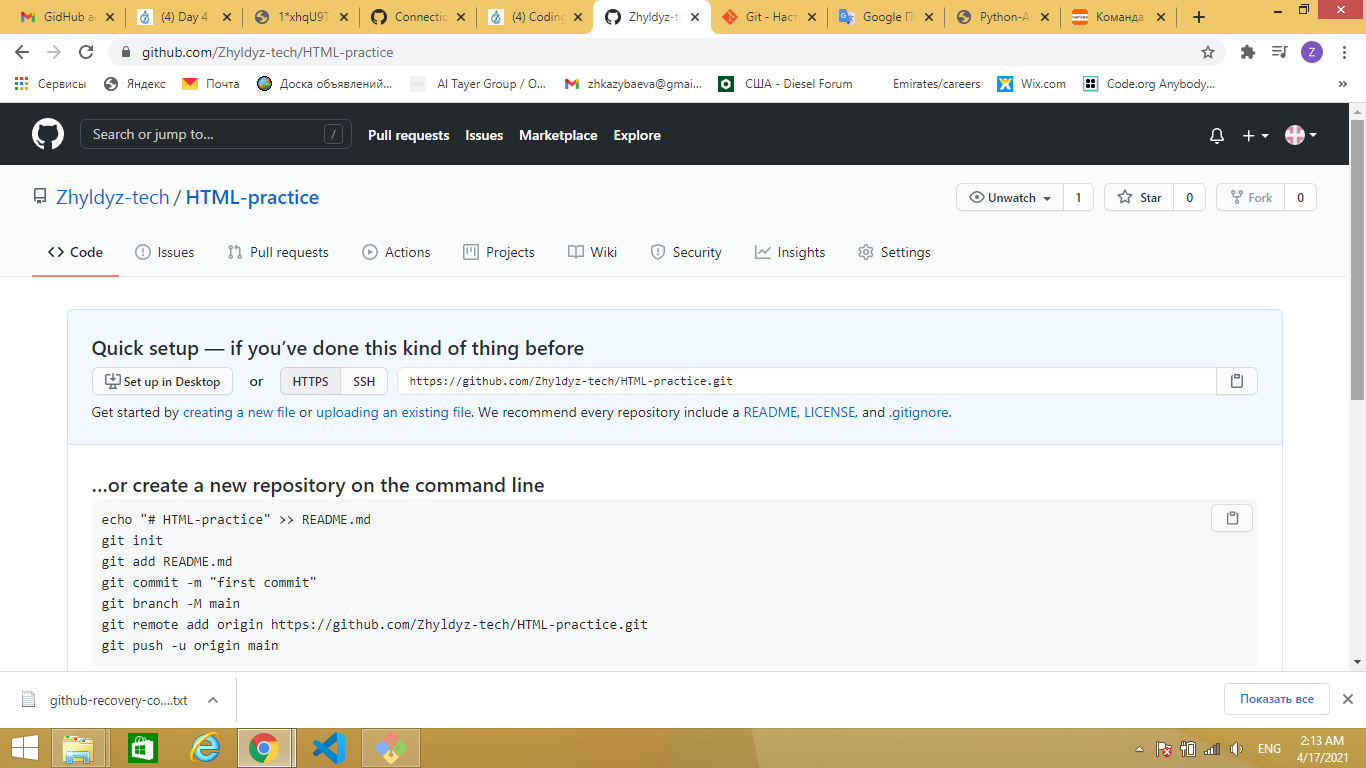 GidHub a
(4) Day 4
1*xhqU9T
Connectic
(4) Coding
Zhyldyz-te
Git - Наст
Google П
Python-A
Команда
github.com/Zhyldyz-tech/HTML-practice
Z
Сервисы
Яндекс
Почта
Доска объявлений...
Al Tayer Group / O...
zhkazybaeva@gmai...
США - Diesel Forum
Emirates/careers
Wix.com
Code.org Anybody...
»
Search or jump to...
/
Pull requests
Issues
Marketplace
Explore
Zhyldyz-tech / HTML-practice
Unwatch 1
Star 0
Fork 0
Code
Issues
Pull requests
Actions
Projects
Wiki
Security
Insights
Settings
Quick setup — if you’ve done this kind of thing before
Set up in Desktop or HTTPS SSH https://github.com/Zhyldyz-tech/HTML-practice.git
Get started by creating a new file or uploading an existing file. We recommend every repository include a README, LICENSE, and .gitignore.
…or create a new repository on the command line
echo "# HTML-practice" >> README.md
git init
git add README.md
git commit -m "first commit"
git branch -M main
git remote add origin https://github.com/Zhyldyz-tech/HTML-practice.git
git push -u origin main
github-recovery-co....txt
Показать все
ENG
2:13 AM
4/17/2021